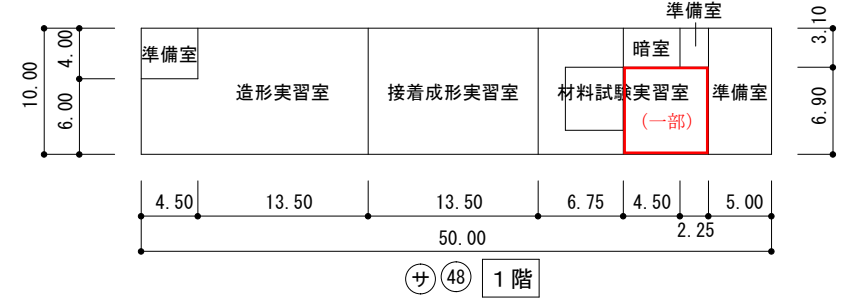 準備室
3.10
4.00
準備室
暗室
10.00
造形実習室
接着成形実習室
材料試験実習室
準備室
6.00
(一部)
6.90
4.50
13.50
13.50
6.75
4.50
5.00
2.25
50.00
サ 48 1階